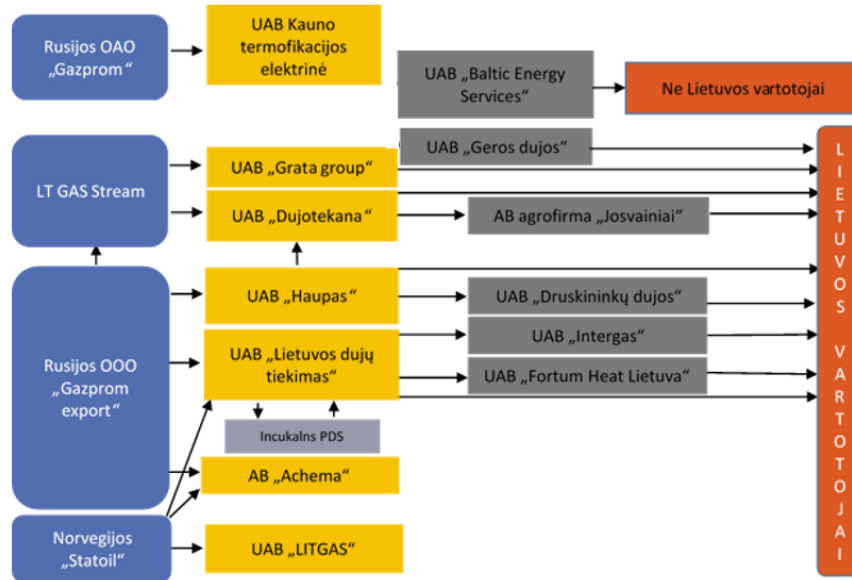 Rusijos OAO
„Gazprom“
UAB Kauno
termofikacijos
elektrinė
UAB „Baltic Energy
Services“
Ne Lietuvos vartotojai
LT GAS Stream
UAB „Grata group“
UAB „Geros dujos“
UAB „Dujotekana“
AB agrofirma „Josvainiai“
Rusijos OOO
„Gazprom
export“
UAB „Haupas“
UAB „Druskininkų dujos“
UAB „Lietuvos dujų
tiekimas“
UAB „Intergas“
UAB „Fortum Heat Lietuva“
Incukalns PDS
AB „Achema“
Norvegijos
„Statoil“
UAB „LITGAS“
LIETUVOS VARTOTOJAI